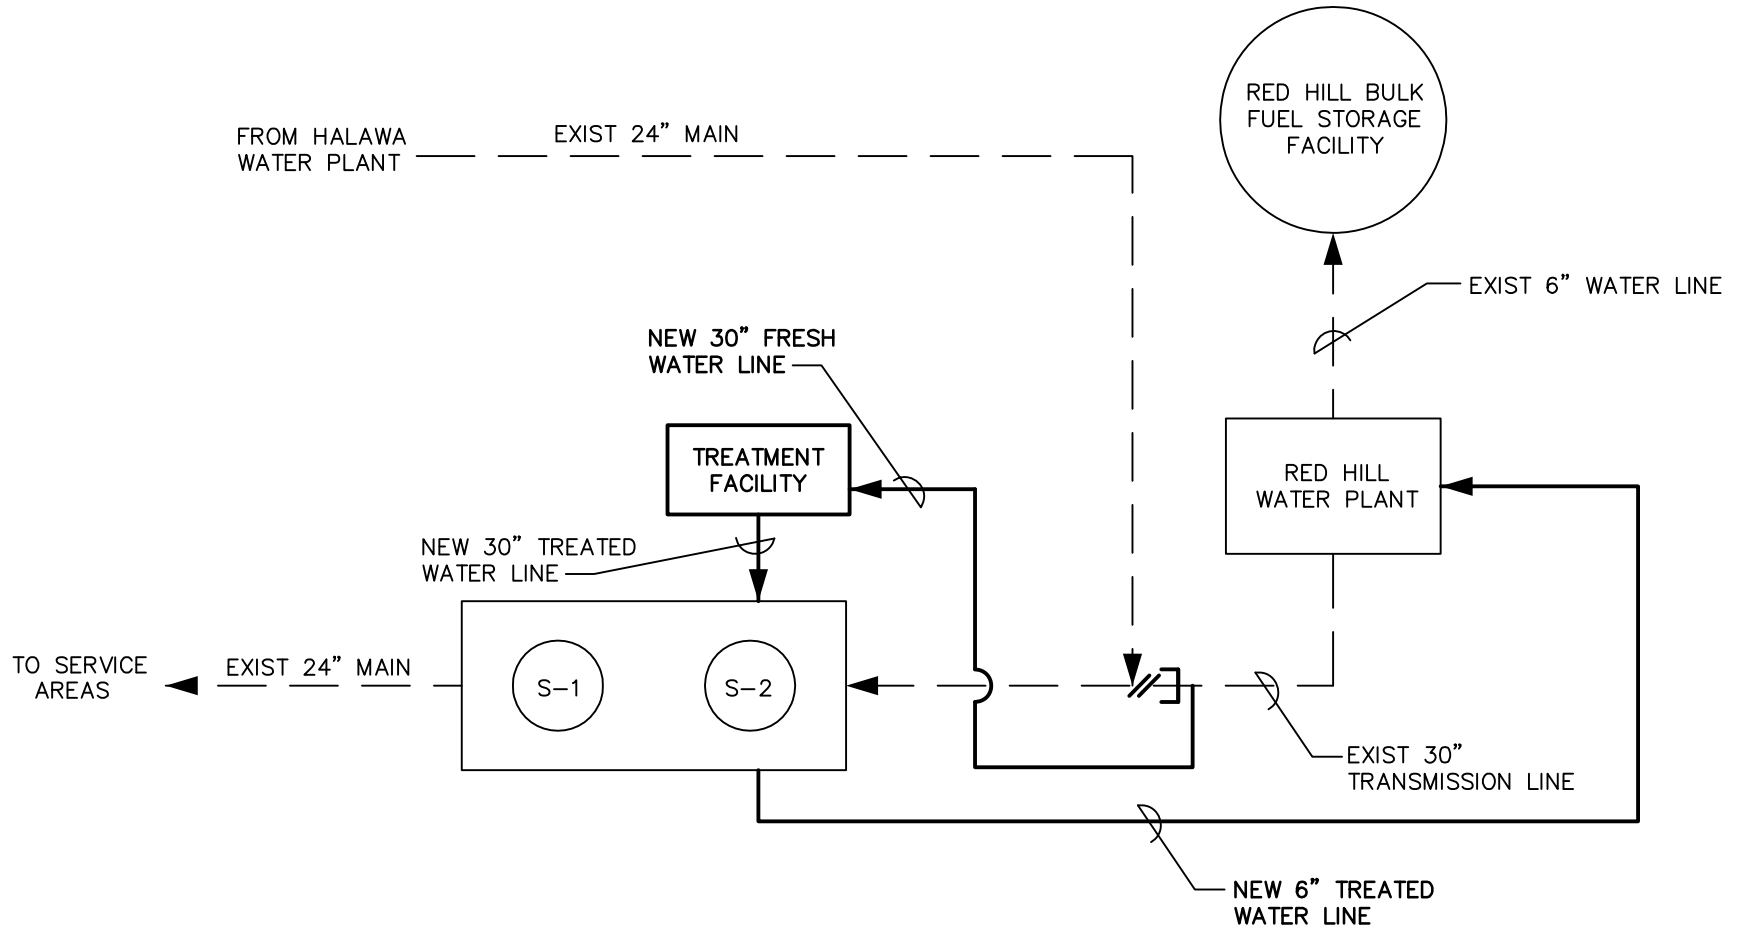 RED HILL BULK
FUEL STORAGE
FACILITY
FROM HALAWA
WATER PLANT
EXIST 24” MAIN
EXIST 6” WATER LINE
NEW 30” FRESH
WATER LINE
TREATMENT
FACILITY
RED HILL
WATER PLANT
NEW 30” TREATED
WATER LINE
TO SERVICE
AREAS
EXIST 24” MAIN
S-1
S-2
EXIST 30”
TRANSMISSION LINE
NEW 6” TREATED
WATER LINE